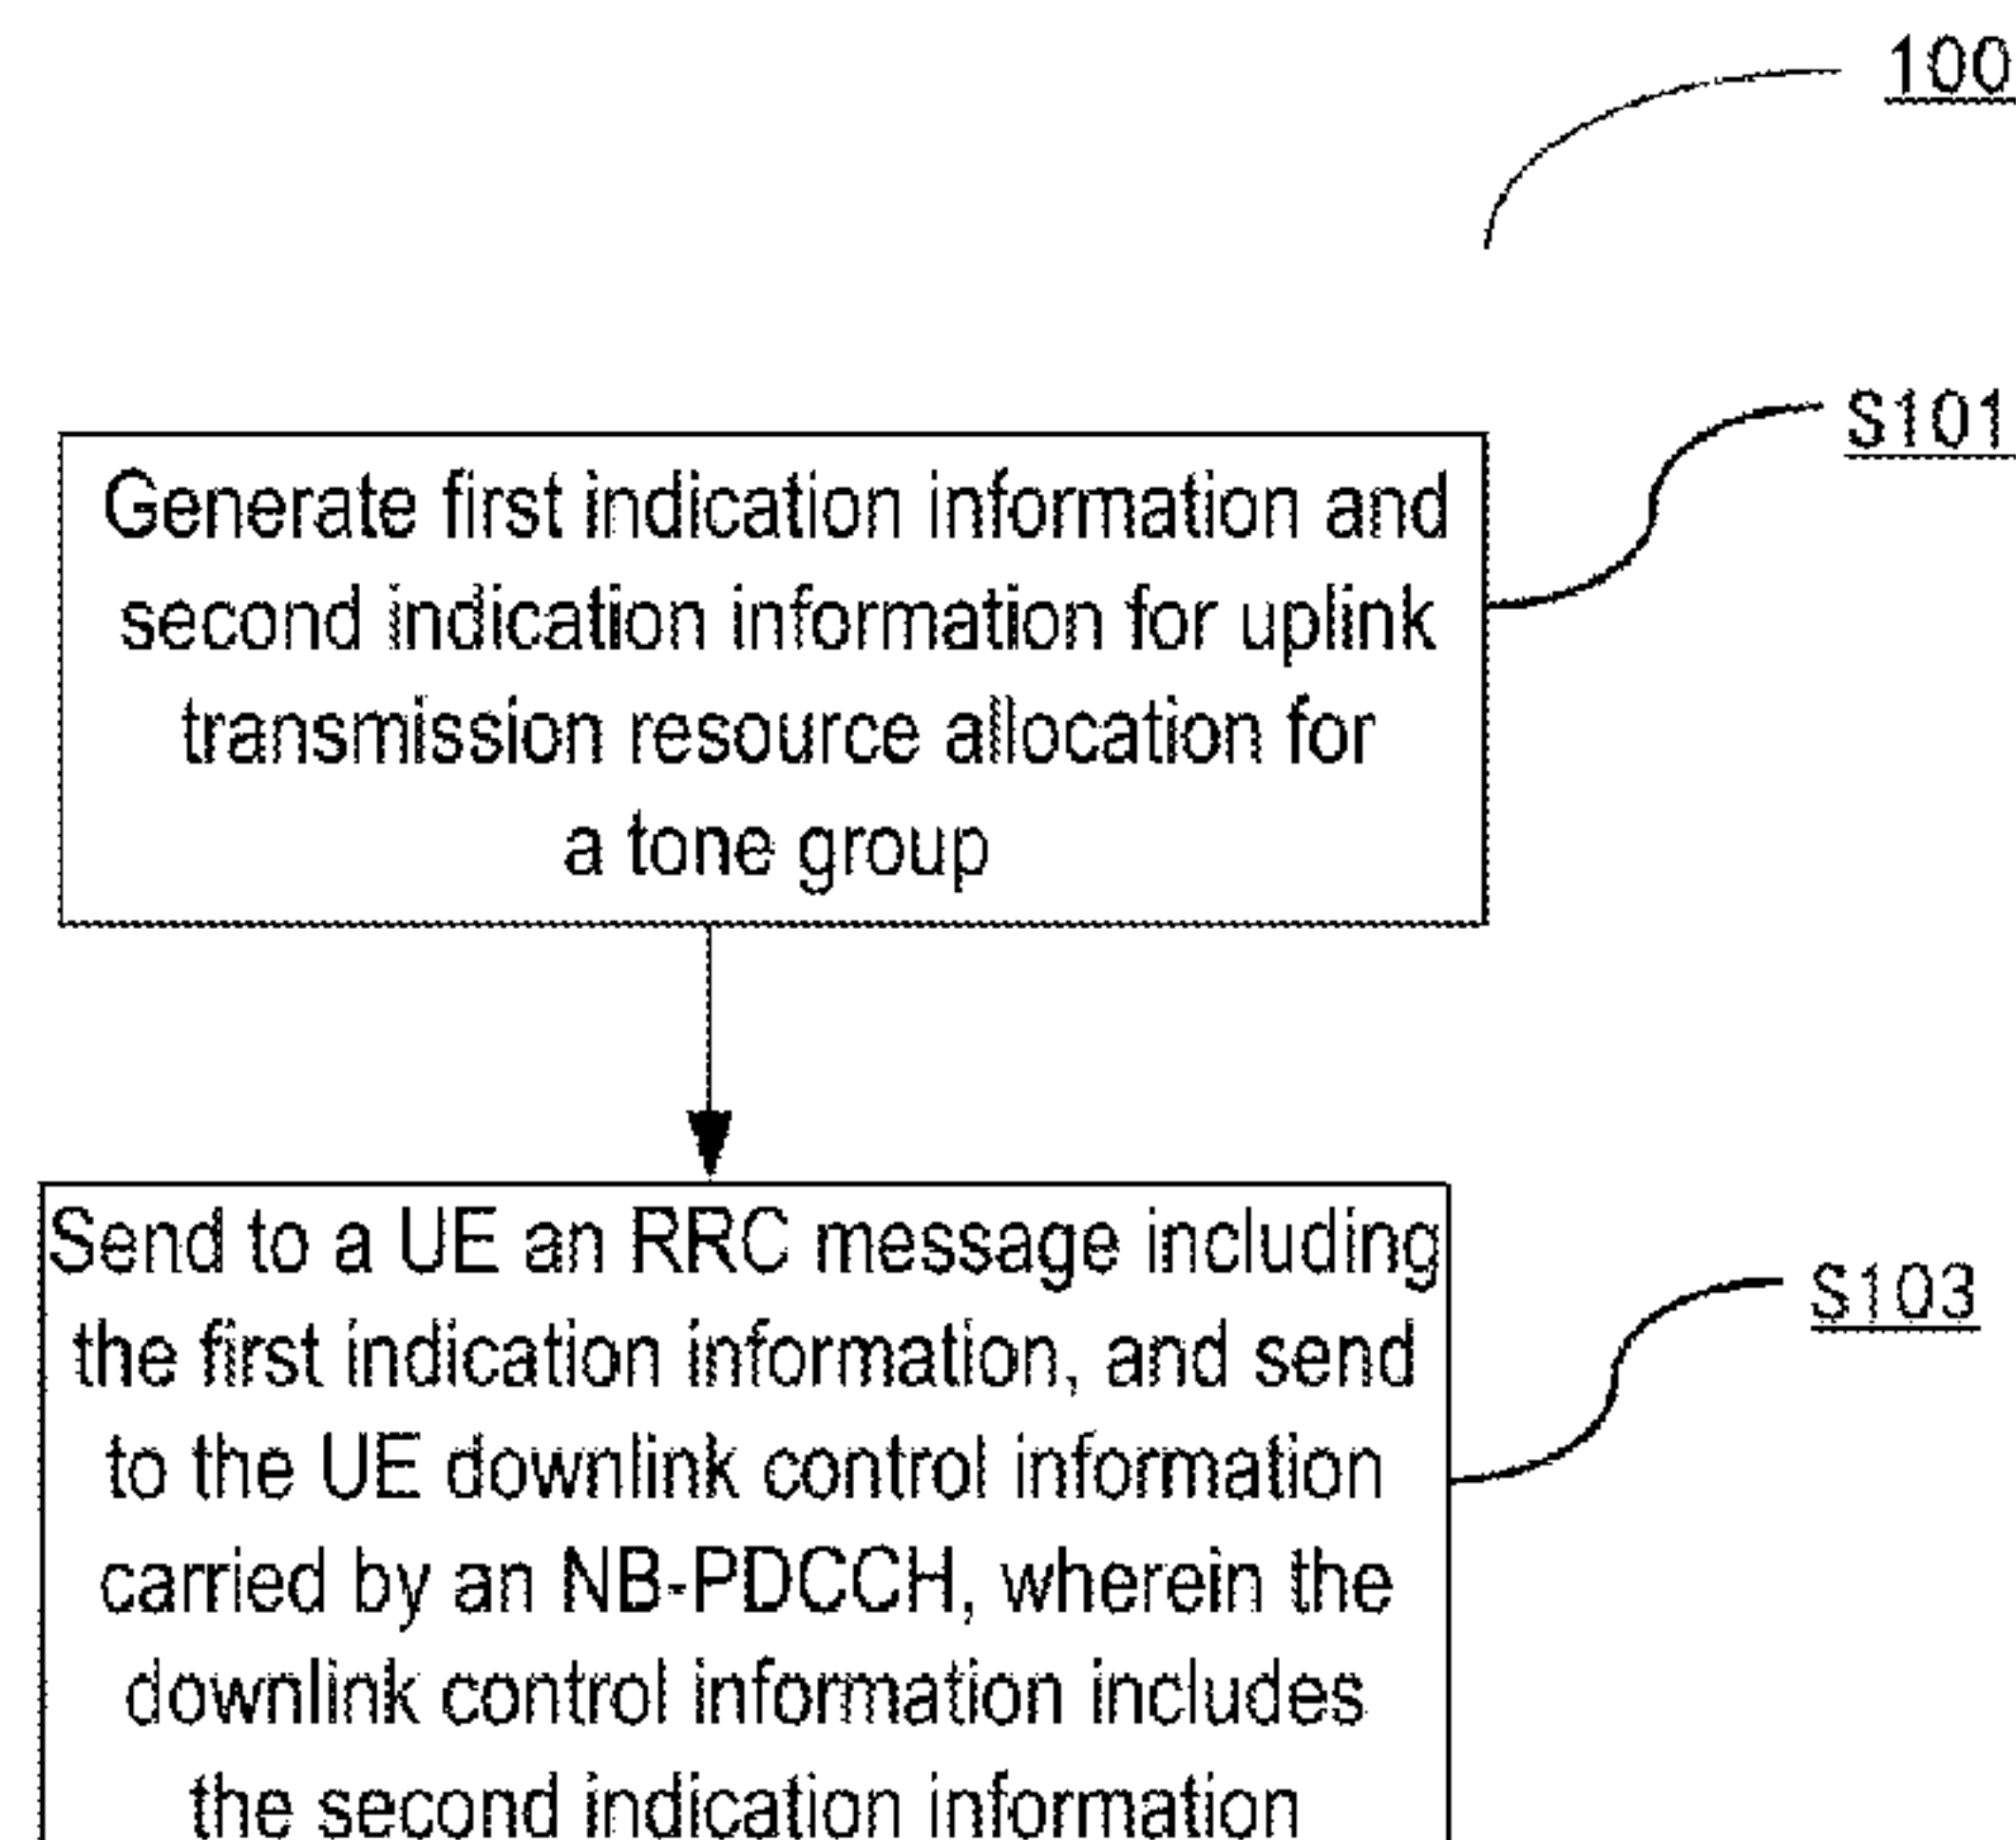 100
S101
Generate first indication information and
second indication information for uplink
transmission resource allocation for
a tone group
Send to a UE an RRC message including
the first indication information, and send
to the UE downlink control information
carried by an NB-PDCCH, wherein the
downlink control information includes
the second indication information
S103